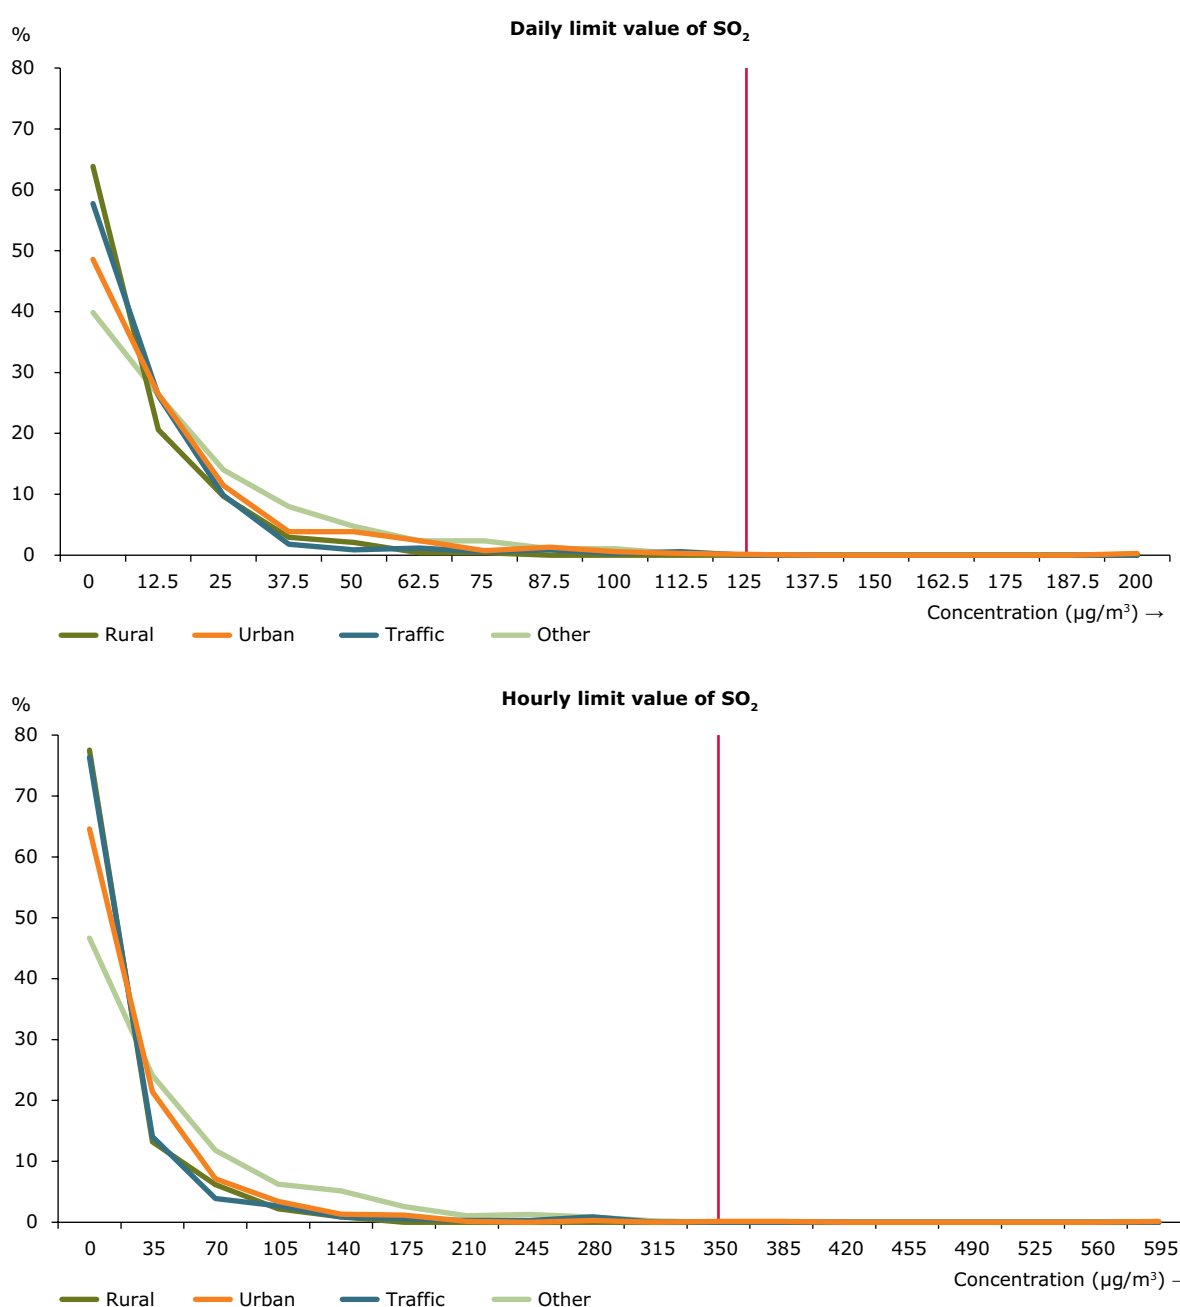 Daily limit value of SO₂
%
80
70
60
50
40
30
20
10
0
0 12.5 25 37.5 50 62.5 75 87.5 100 112.5 125 137.5 150 162.5 175 187.5 200
Concentration (µg/m³) →
Rural Urban Traffic Other
Hourly limit value of SO₂
%
80
70
60
50
40
30
20
10
0
0 35 70 105 140 175 210 245 280 315 350 385 420 455 490 525 560 595
Concentration (µg/m³) →
Rural Urban Traffic Other